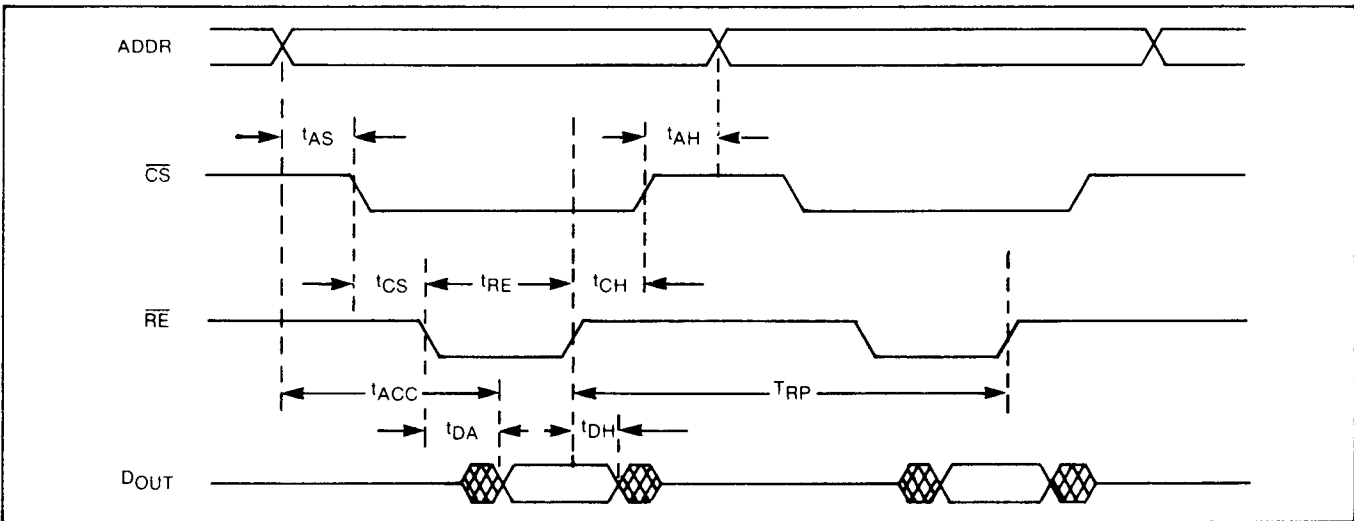 ADDR
tAS
tAH
CS
tCS
tRE
tCH
RE
tACC
TRP
tDA
tDH
DOUT